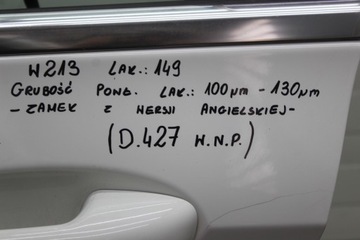 W213 LAK.: 149
GRUBOŚĆ POWŁ. LAK.: 100µm - 130µm
- ZAMEK Z WERSJI ANGIELSKIEJ -
(D.427 W.N.P.)